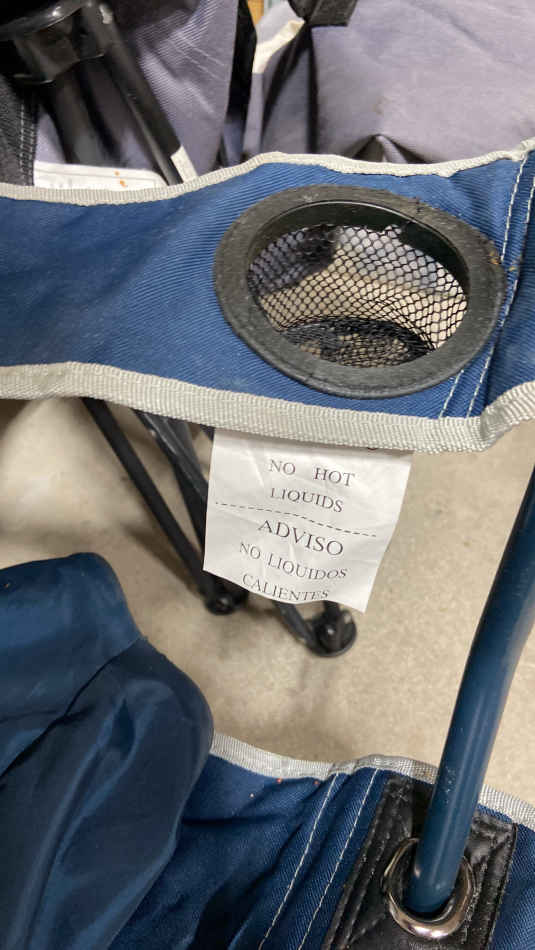 NO HOT
LIQUIDS
ADVISO
NO LIQUIDOS
CALIENTES